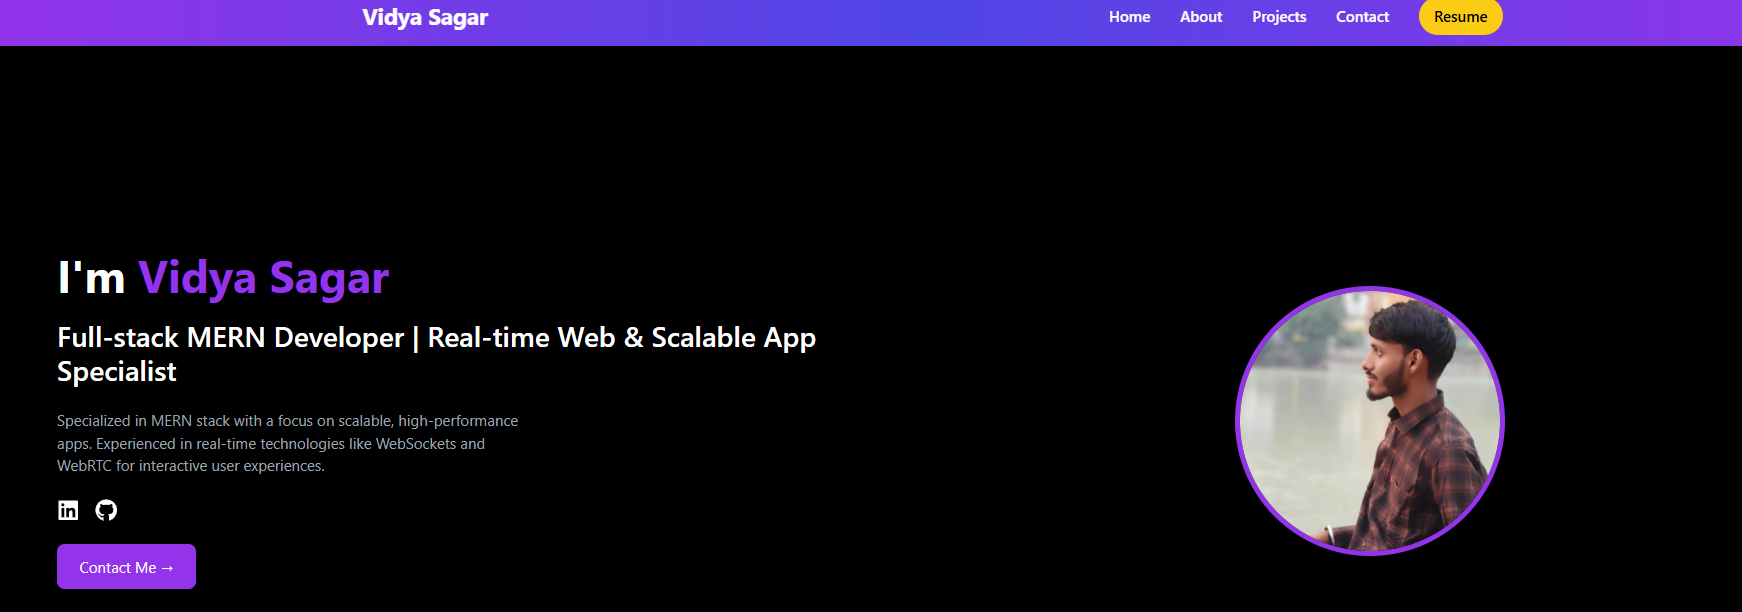 Vidya Sagar
Home About Projects Contact Resume
I'm Vidya Sagar
Full-stack MERN Developer | Real-time Web & Scalable App
Specialist
Specialized in MERN stack with a focus on scalable, high-performance
apps. Experienced in real-time technologies like WebSockets and
WebRTC for interactive user experiences.
in
Contact Me →